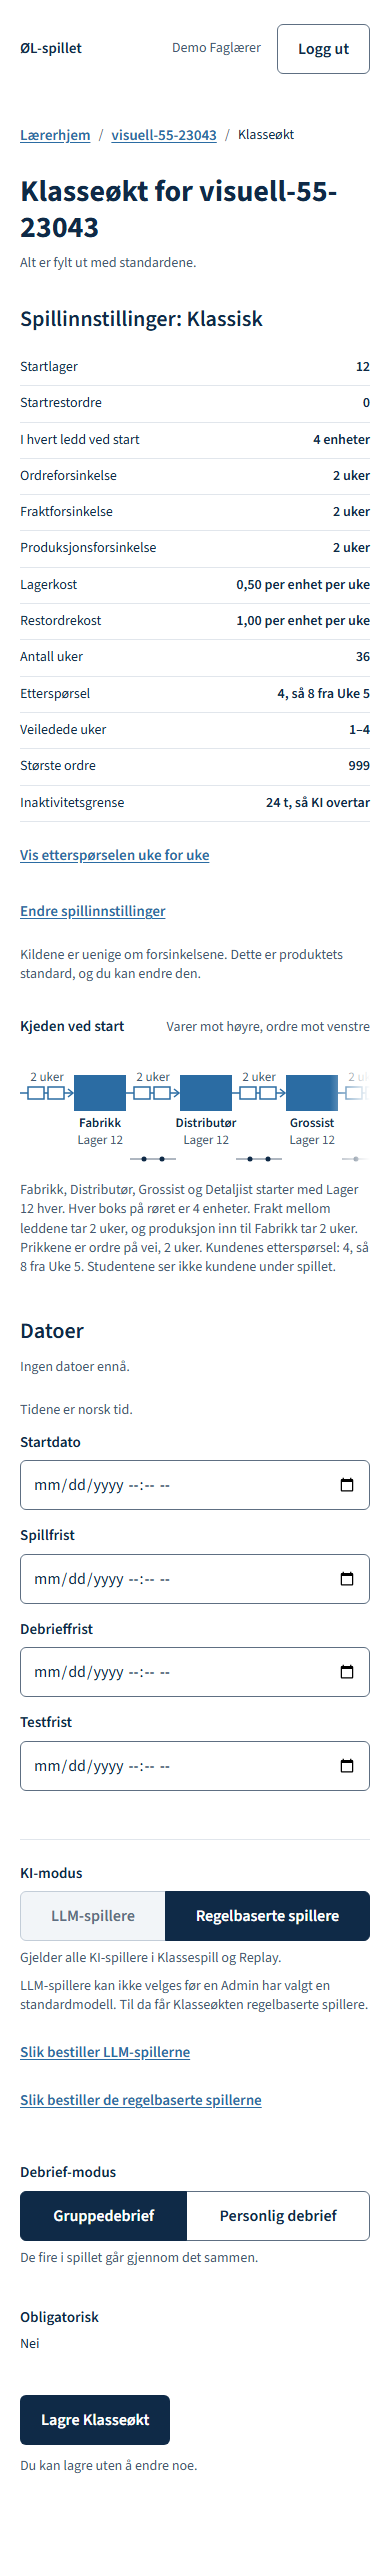 ØL-spillet
Demo Faglærer
Logg ut
Lærerhjem / visuell-55-23043 / Klasseøkt
Klasseøkt for visuell-55-
23043
Alt er fylt ut med standardene.
Spillinnstillinger: Klassisk
Startlager 12
Startrestordre 0
I hvert ledd ved start 4 enheter
Ordreforsinkelse 2 uker
Fraktforsinkelse 2 uker
Produksjonsforsinkelse 2 uker
Lagerkost 0,50 per enhet per uke
Restordrekost 1,00 per enhet per uke
Antall uker 36
Etterspørsel 4, så 8 fra Uke 5
Veiledede uker 1–4
Største ordre 999
Inaktivitetsgrense 24 t, så KI overtar
Vis etterspørselen uke for uke
Endre spillinnstillinger
Kildene er uenige om forsinkelsene. Dette er produktets
standard, og du kan endre den.
Kjeden ved start Varer mot høyre, ordre mot venstre
2 uker 2 uker 2 uker 2 u
Fabrikk Distributør Grossist
Lager 12 Lager 12 Lager 12
Fabrikk, Distributør, Grossist og Detaljist starter med Lager
12 hver. Hver boks på røret er 4 enheter. Frakt mellom
leddene tar 2 uker, og produksjon inn til Fabrikk tar 2 uker.
Prikkene er ordre på vei, 2 uker. Kundenes etterspørsel: 4, så
8 fra Uke 5. Studentene ser ikke kundene under spillet.
Datoer
Ingen datoer ennå.
Tidene er norsk tid.
Startdato
mm/dd/yyyy --:-- --
Spillfrist
mm/dd/yyyy --:-- --
Debrieffrist
mm/dd/yyyy --:-- --
Testfrist
mm/dd/yyyy --:-- --
KI-modus
LLM-spillere Regelbaserte spillere
Gjelder alle KI-spillere i Klassespill og Replay.
LLM-spillere kan ikke velges før en Admin har valgt en
standardmodell. Til da får Klasseøkten regelbaserte spillere.
Slik bestiller LLM-spillerne
Slik bestiller de regelbaserte spillerne
Debrief-modus
Gruppedebrief Personlig debrief
De fire i spillet går gjennom det sammen.
Obligatorisk
Nei
Lagre Klasseøkt
Du kan lagre uten å endre noe.